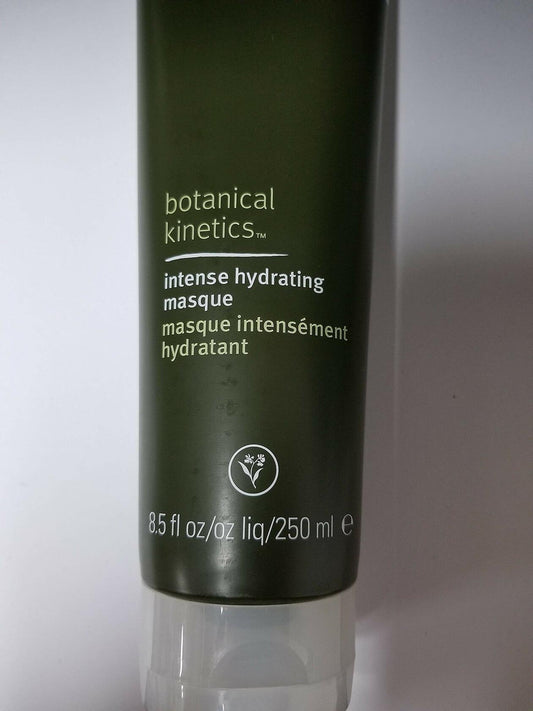 botanical
kinetics™
intense hydrating
masque
masque intensément
hydratant
8.5 fl oz/oz liq/250 ml ℮